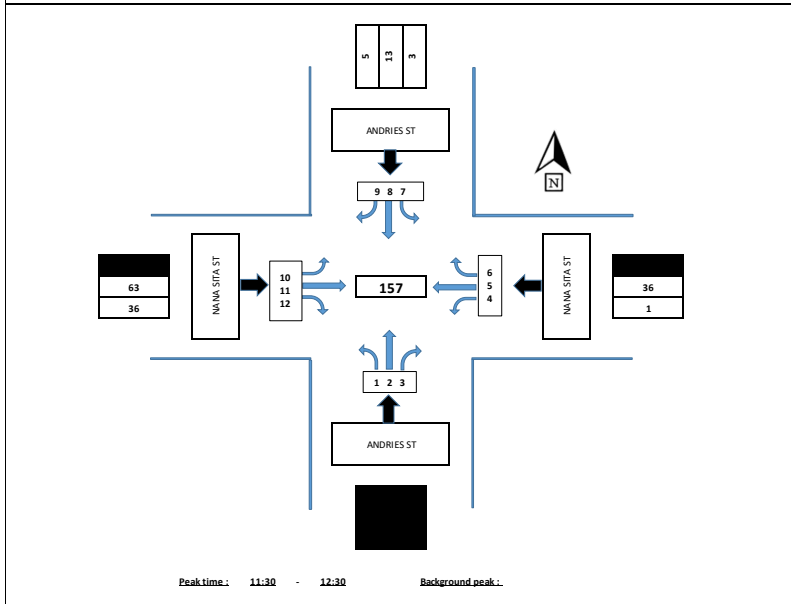 5 13 3
ANDRIES ST
9 8 7
N
NANA SITA ST
63
36
10
11
12
157
6
5
4
NANA SITA ST
36
1
1 2 3
ANDRIES ST
Peak time : 11:30 - 12:30 Background peak :